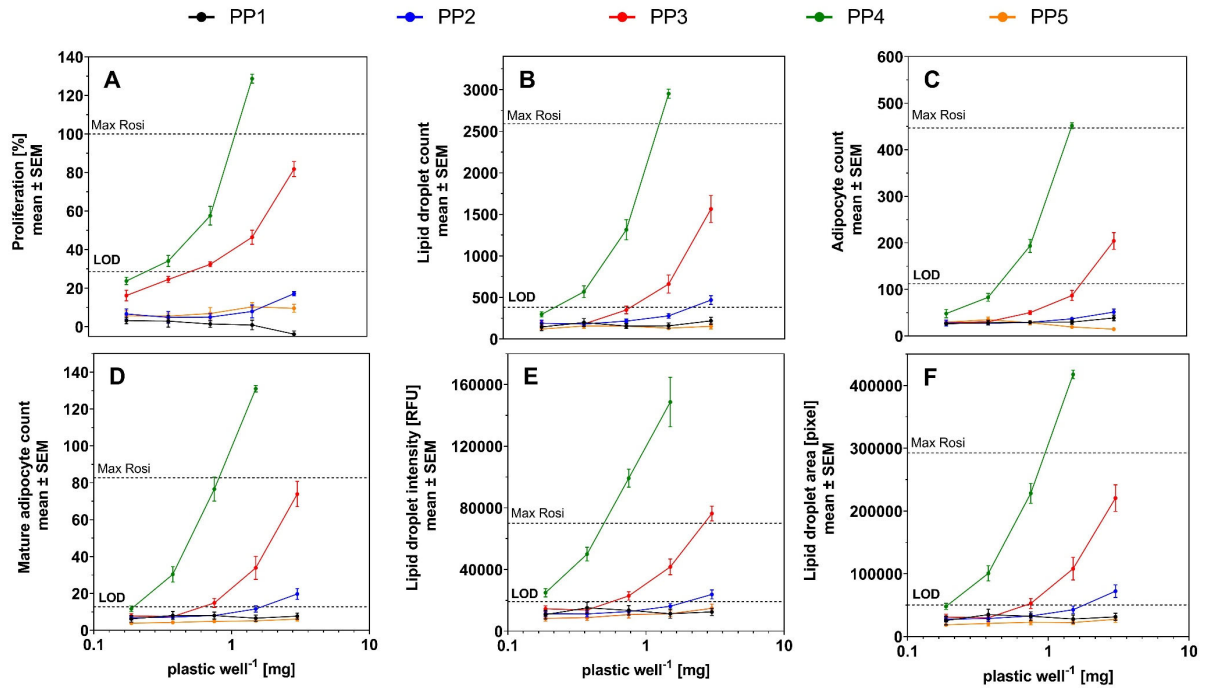 PP1 PP2 PP3 PP4 PP5
A
Proliferation [%]
mean ± SEM
140
120
100
80
60
40
20
0
Max Rosi
LOD
B
Lipid droplet count
mean ± SEM
3000
2500
2000
1500
1000
500
0
Max Rosi
LOD
C
Adipocyte count
mean ± SEM
600
500
400
300
200
100
0
Max Rosi
LOD
D
Mature adipocyte count
mean ± SEM
140
120
100
80
60
40
20
0
Max Rosi
LOD
0.1 1 10
plastic well-1 [mg]
E
Lipid droplet intensity [RFU]
mean ± SEM
160000
120000
80000
40000
0
Max Rosi
LOD
0.1 1 10
plastic well-1 [mg]
F
Lipid droplet area [pixel]
mean ± SEM
400000
300000
200000
100000
0
Max Rosi
LOD
0.1 1 10
plastic well-1 [mg]